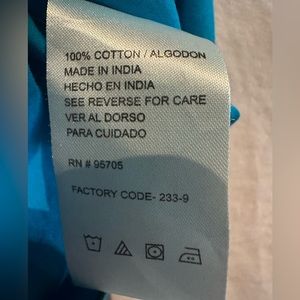 100% COTTON / ALGODON
MADE IN INDIA
HECHO EN INDIA
SEE REVERSE FOR CARE
VER AL DORSO
PARA CUIDADO
RN # 95705
FACTORY CODE- 233-9